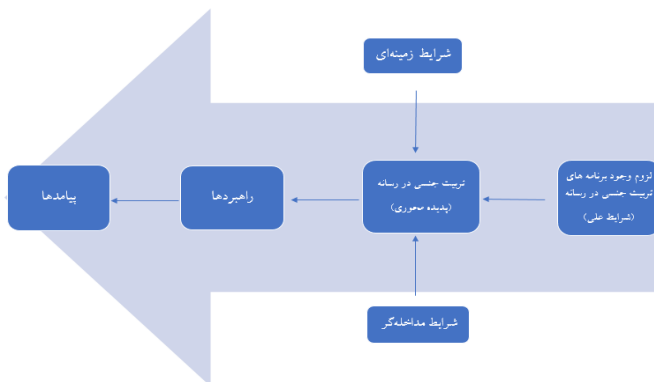 شرایط زمینه‌ای
لزوم وجود برنامه های
تربیت جنسی در رسانه
(شرایط علی)
تربیت جنسی در رسانه
(پدیده محوری)
راهبردها
پیامدها
شرایط مداخله‌گر